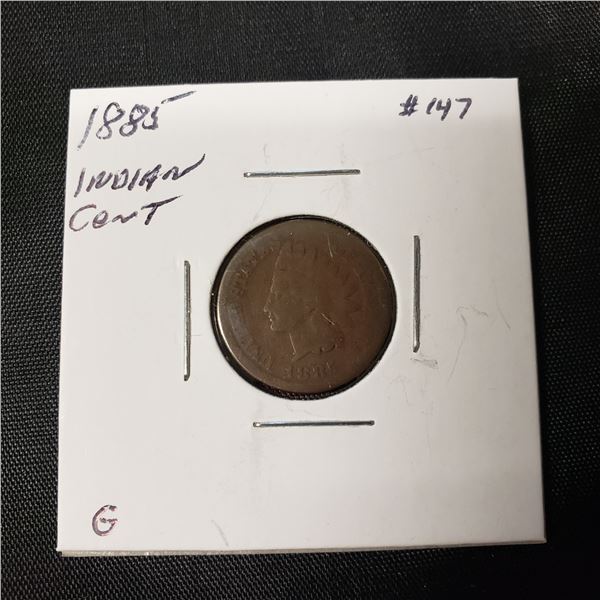 1885
#147
INDIAN
CENT
G